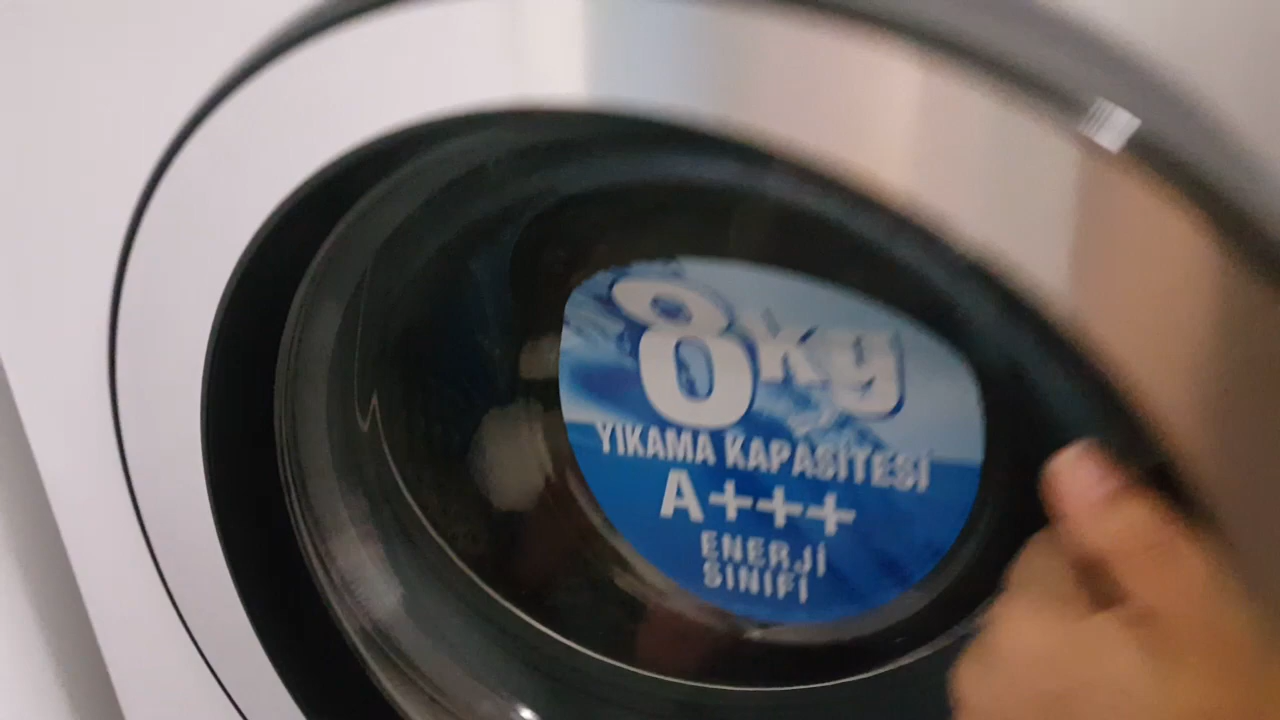 8kg
YIKAMA KAPASİTESİ
A+++
ENERJİ
SINIFI